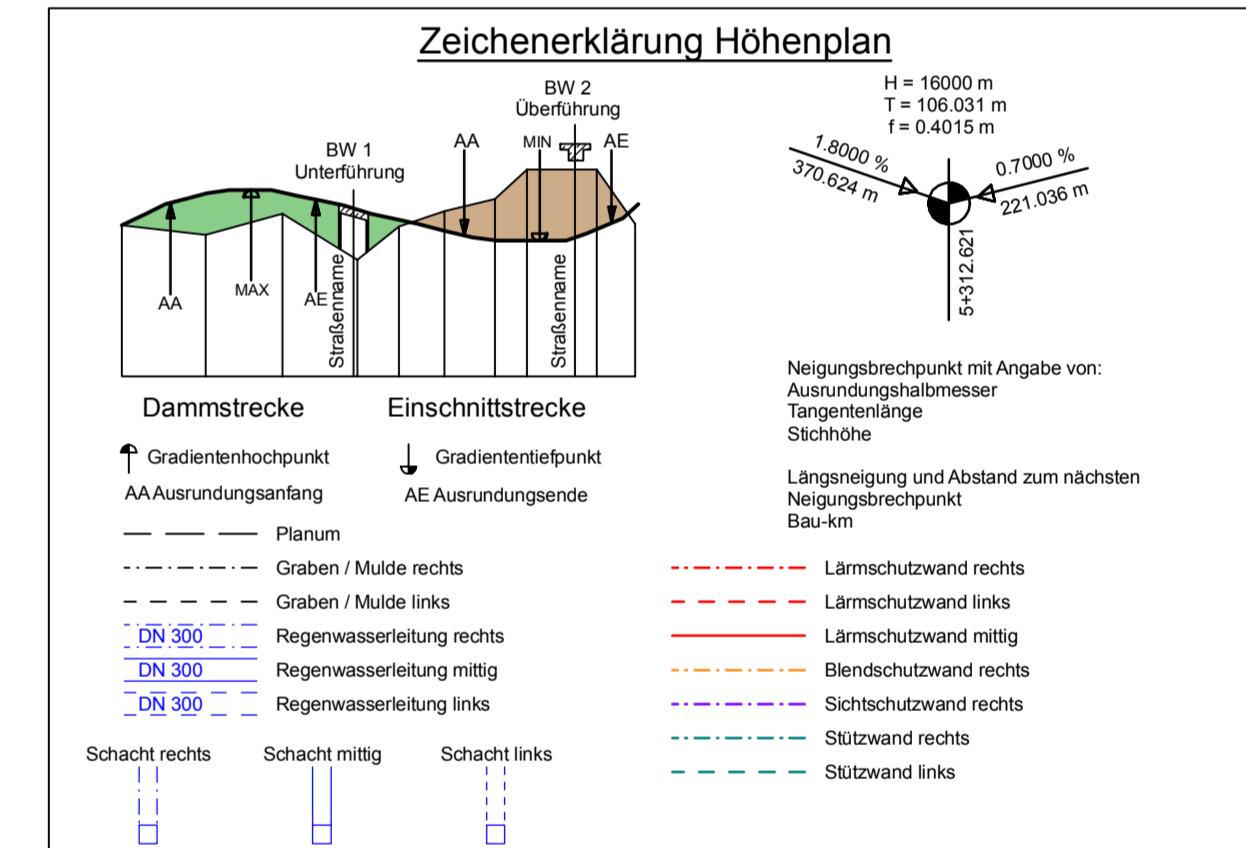 Zeichenerklärung Höhenplan
BW 2
Überführung
BW 1
Unterführung
AA
MIN
AE
AA
MAX
AE
Straßenname
Straßenname
H = 16000 m
T = 106.031 m
f = 0.4015 m
1.8000 %
370.624 m
0.7000 %
221.036 m
5+312.621
Dammstrecke
Einschnittstrecke
Gradientenhochpunkt
Gradiententiefpunkt
AA Ausrundungsanfang
AE Ausrundungsende
Neigungsbrechpunkt mit Angabe von:
Ausrundungshalbmesser
Tangentenlänge
Stichhöhe
Längsneigung und Abstand zum nächsten
Neigungsbrechpunkt
Bau-km
Planum
Graben / Mulde rechts
Graben / Mulde links
DN 300 Regenwasserleitung rechts
DN 300 Regenwasserleitung mittig
DN 300 Regenwasserleitung links
Schacht rechts
Schacht mittig
Schacht links
Lärmschutzwand rechts
Lärmschutzwand links
Lärmschutzwand mittig
Blendschutzwand rechts
Sichtschutzwand rechts
Stützwand rechts
Stützwand links